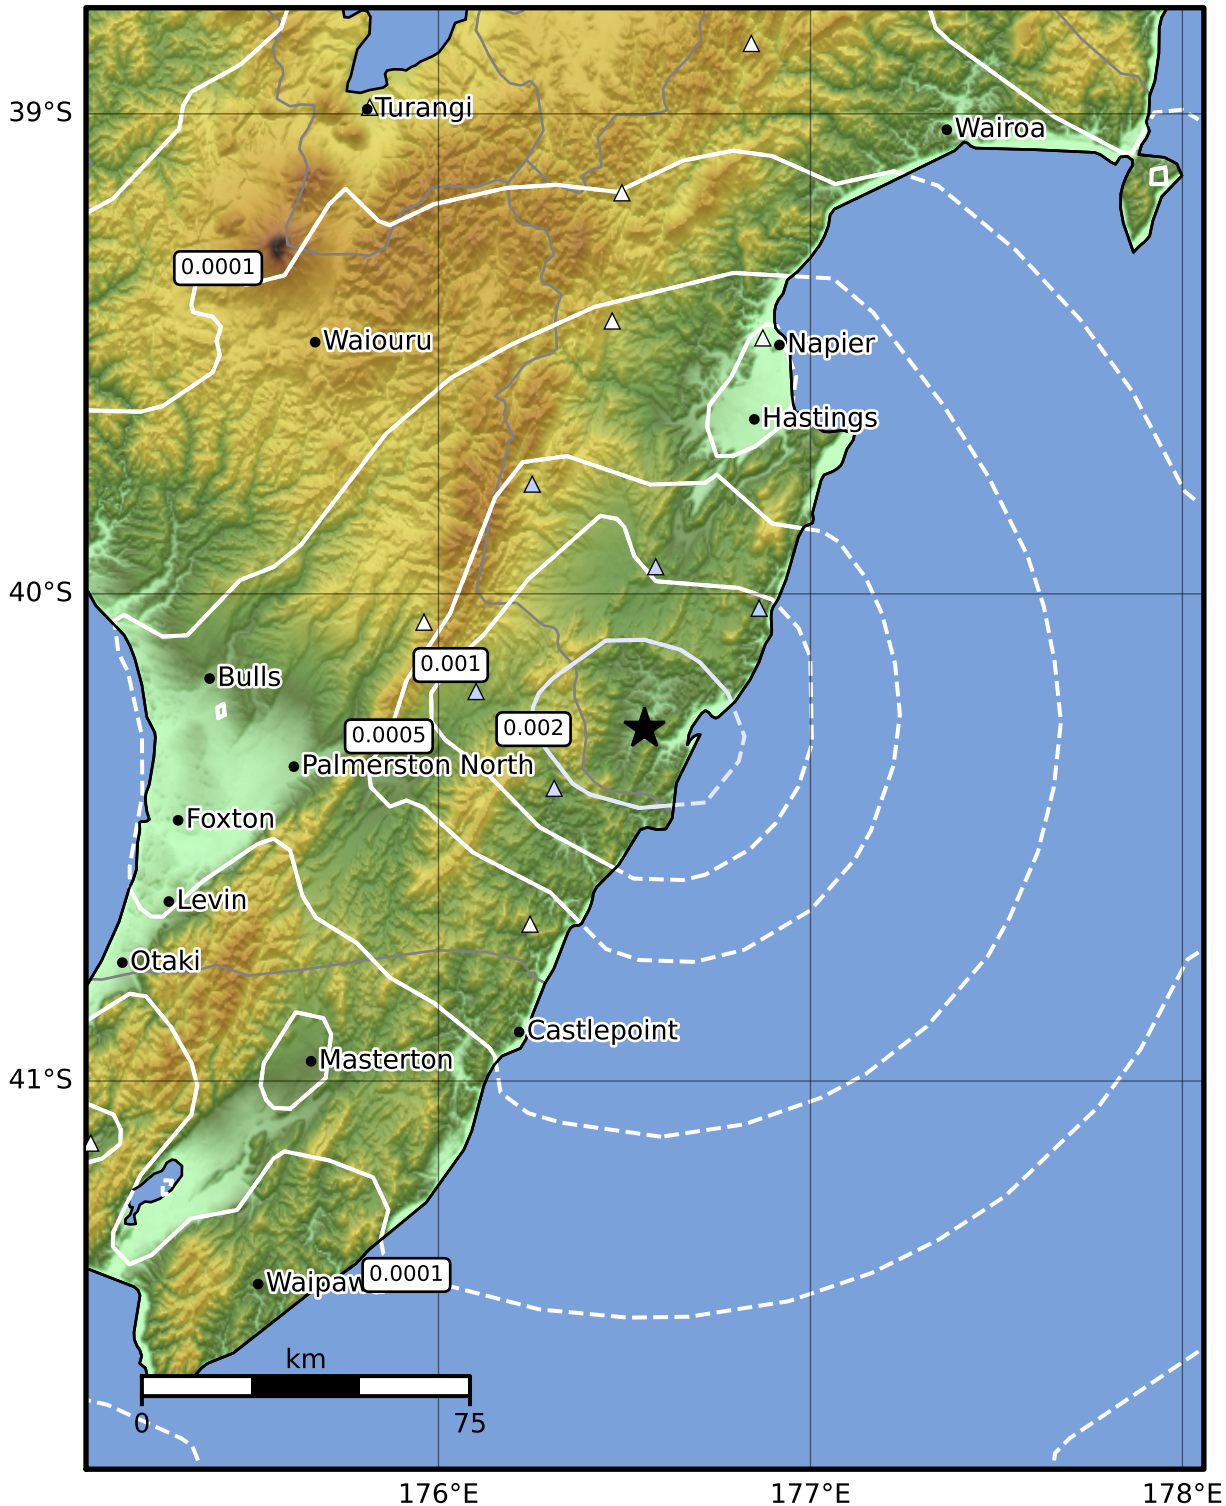 Turangi
39°S
Wairoa
0.0001
Waiouru
Napier
Hastings
40°S
0.001
Bulls
0.002
0.0005
Palmerston North
Foxton
Levin
Otaki
Castlepoint
Masterton
41°S
0.0001
Waipaw
km
0
75
176°E
177°E
178°E